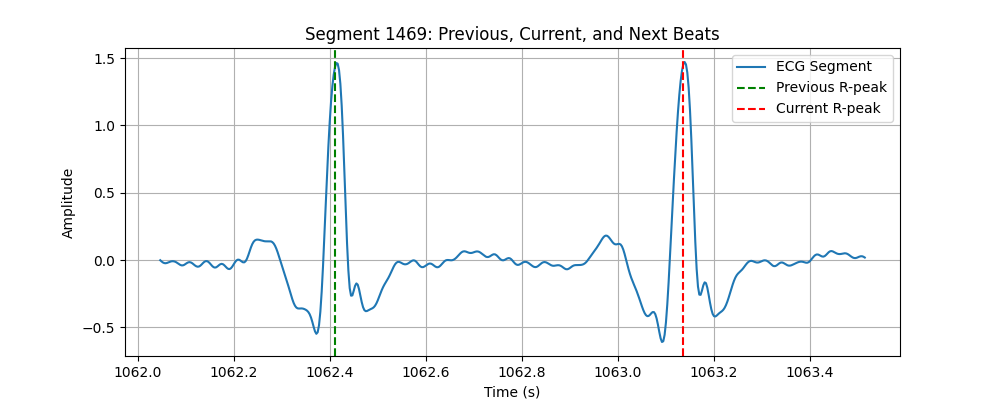 Segment 1469: Previous, Current, and Next Beats
ECG Segment
Previous R-peak
Current R-peak
Amplitude
1.5
1.0
0.5
0.0
−0.5
1062.0 1062.2 1062.4 1062.6 1062.8 1063.0 1063.2 1063.4
Time (s)